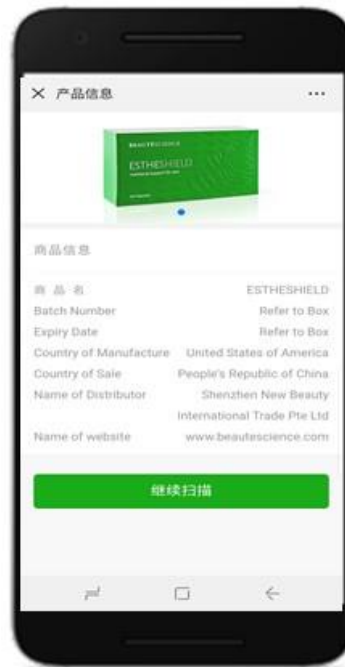 产品信息
BEAUTESCIENCE
ESTHESHIELD
商品信息
商 品 名 ESTHESHIELD
Batch Number Refer to Box
Expiry Date Refer to Box
Country of Manufacture United States of America
Country of Sale People's Republic of China
Name of Distributor Shenzhen New Beauty
International Trade Pte Ltd
Name of website www.beautescience.com
继续扫描